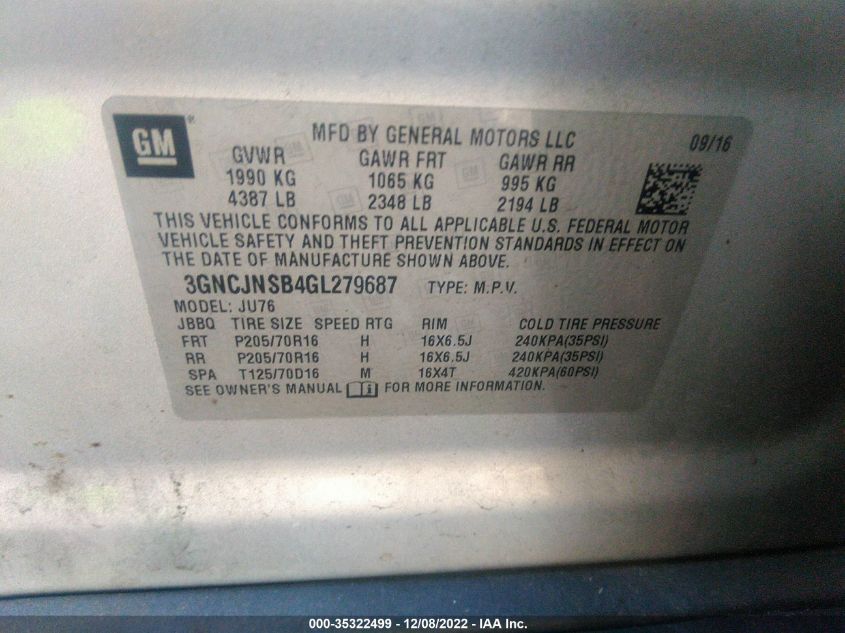 GM ®
MFD BY GENERAL MOTORS LLC 09/16
GVWR GAWR FRT GAWR RR
1990 KG 1065 KG 995 KG
4387 LB 2348 LB 2194 LB
THIS VEHICLE CONFORMS TO ALL APPLICABLE U.S. FEDERAL MOTOR
VEHICLE SAFETY AND THEFT PREVENTION STANDARDS IN EFFECT ON
THE DATE OF MANUFACTURE SHOWN ABOVE.
3GNCJNSB4GL279687 TYPE: M.P.V.
MODEL: JU76
JBBQ TIRE SIZE SPEED RTG RIM COLD TIRE PRESSURE
FRT P205/70R16 H 16X6.5J 240KPA(35PSI)
RR P205/70R16 H 16X6.5J 240KPA(35PSI)
SPA T125/70D16 M 16X4T 420KPA(60PSI)
SEE OWNER'S MANUAL FOR MORE INFORMATION.
000-35322499 - 12/08/2022 - IAA Inc.